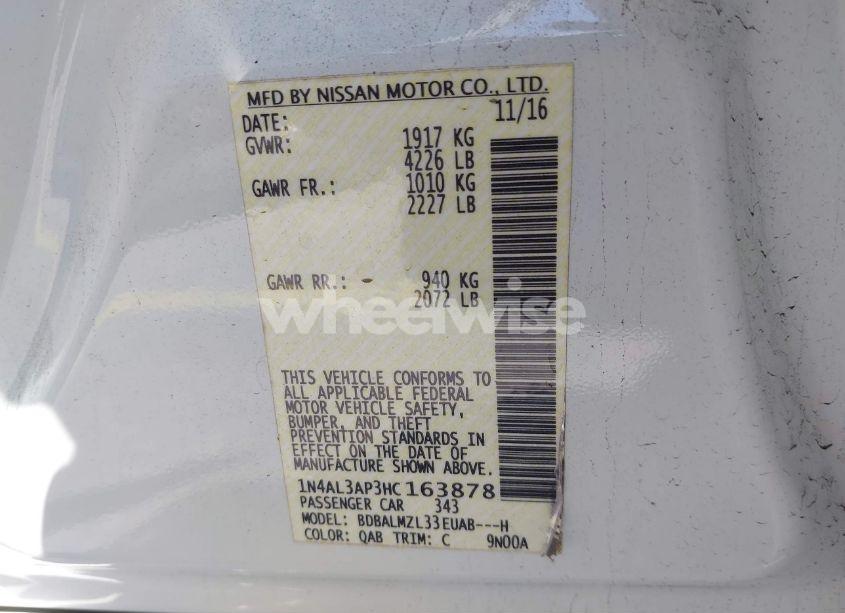 MFD BY NISSAN MOTOR CO., LTD.
DATE: 11/16
GVWR: 1917 KG
4226 LB
GAWR FR.: 1010 KG
2227 LB
GAWR RR.: 940 KG
2072 LB
wheelwise
THIS VEHICLE CONFORMS TO
ALL APPLICABLE FEDERAL
MOTOR VEHICLE SAFETY,
BUMPER, AND THEFT
PREVENTION STANDARDS IN
EFFECT ON THE DATE OF
MANUFACTURE SHOWN ABOVE.
1N4AL3AP3HC163878
PASSENGER CAR 343
MODEL: BDBALMZL33EUAB---H
COLOR: QAB TRIM: C 9N00A